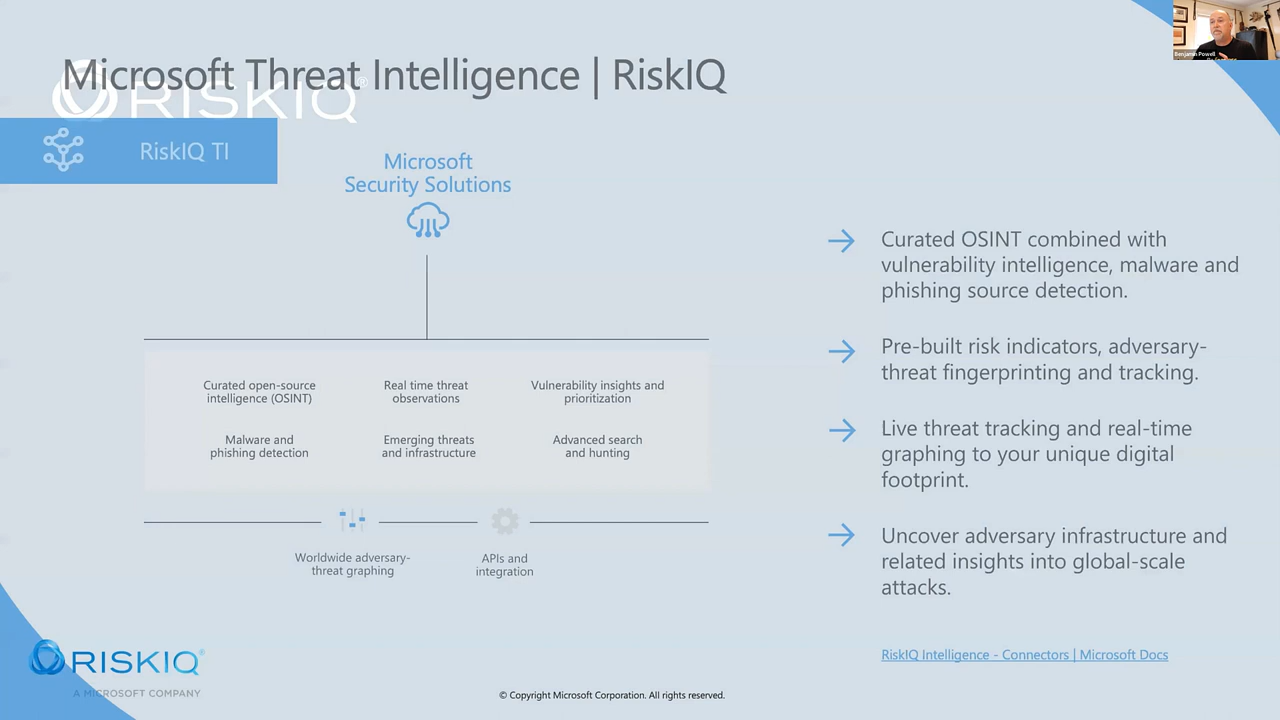 Microsoft Threat Intelligence | RiskIQ
RISKIQ®
Benjamin Powell
RiskIQ TI
Microsoft
Security Solutions
Curated open-source
intelligence (OSINT)
Real time threat
observations
Vulnerability insights and
prioritization
Malware and
phishing detection
Emerging threats
and infrastructure
Advanced search
and hunting
Worldwide adversary-
threat graphing
APIs and
integration
Curated OSINT combined with
vulnerability intelligence, malware and
phishing source detection.
Pre-built risk indicators, adversary-
threat fingerprinting and tracking.
Live threat tracking and real-time
graphing to your unique digital
footprint.
Uncover adversary infrastructure and
related insights into global-scale
attacks.
RiskIQ Intelligence - Connectors | Microsoft Docs
RISKIQ®
A MICROSOFT COMPANY
© Copyright Microsoft Corporation. All rights reserved.